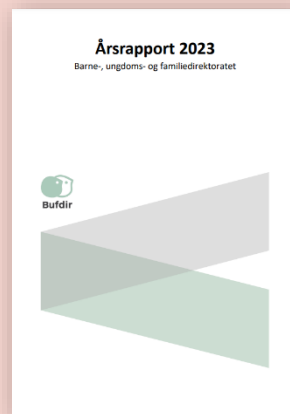 Årsrapport 2023
Barne-, ungdoms- og familiedirektoratet
Bufdir